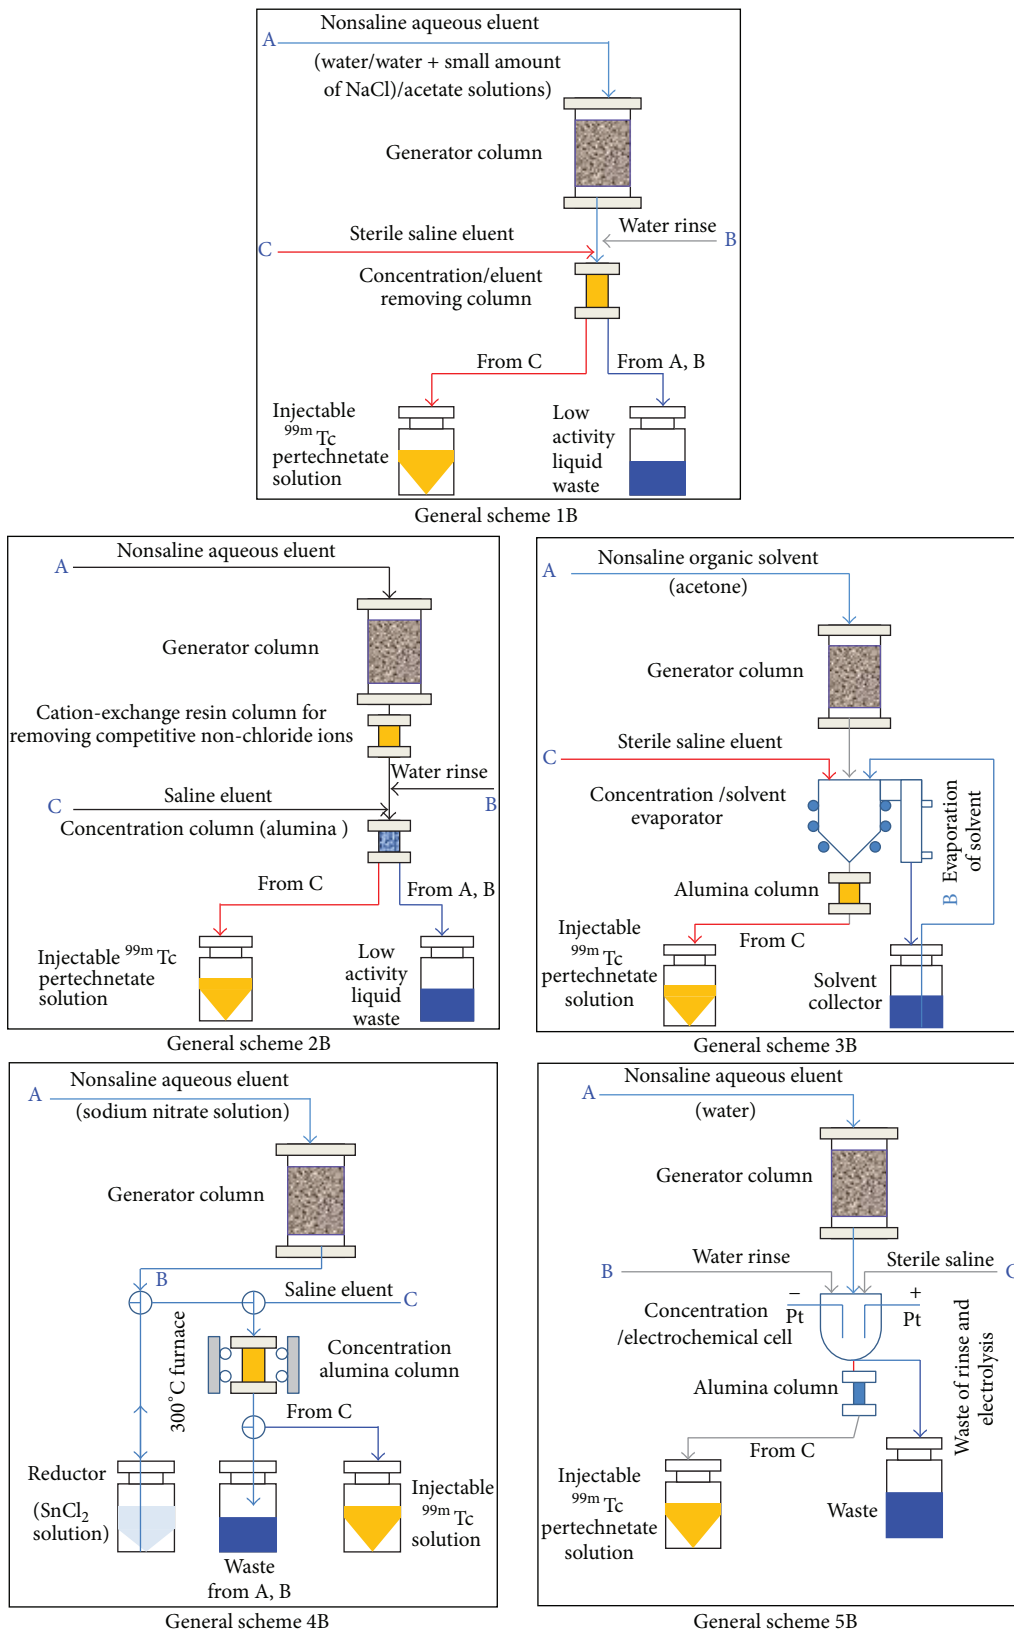 Nonsaline aqueous eluent
A
(water/water + small amount
of NaCl)/acetate solutions)
Generator column
Water rinse
B
Sterile saline eluent
C
Concentration/eluent
removing column
From C
From A, B
Injectable
99m Tc
pertechnetate
solution
Low
activity
liquid
waste
General scheme 1B
Nonsaline aqueous eluent
A
Generator column
Cation-exchange resin column for
removing competitive non-chloride ions
Water rinse
B
Saline eluent
C
Concentration column (alumina )
From C
From A, B
Injectable 99m Tc
pertechnetate
solution
Low
activity
liquid
waste
General scheme 2B
Nonsaline organic solvent
A
(acetone)
Generator column
Sterile saline eluent
C
Concentration /solvent
evaporator
B Evaporation
of solvent
Alumina column
From C
Injectable
99m Tc
pertechnetate
solution
Solvent
collector
General scheme 3B
Nonsaline aqueous eluent
A
(sodium nitrate solution)
Generator column
B
Saline eluent
C
300°C furnace
Concentration
alumina column
From C
Reductor
(SnCl2
solution)
Waste
from A, B
Injectable
99m Tc
solution
General scheme 4B
Nonsaline aqueous eluent
A
(water)
Generator column
Water rinse
B
Sterile saline
C
− Pt
+ Pt
Concentration
/electrochemical cell
Waste of rinse and
electrolysis
Alumina column
From C
Injectable
99m Tc
pertechnetate
solution
Waste
General scheme 5B